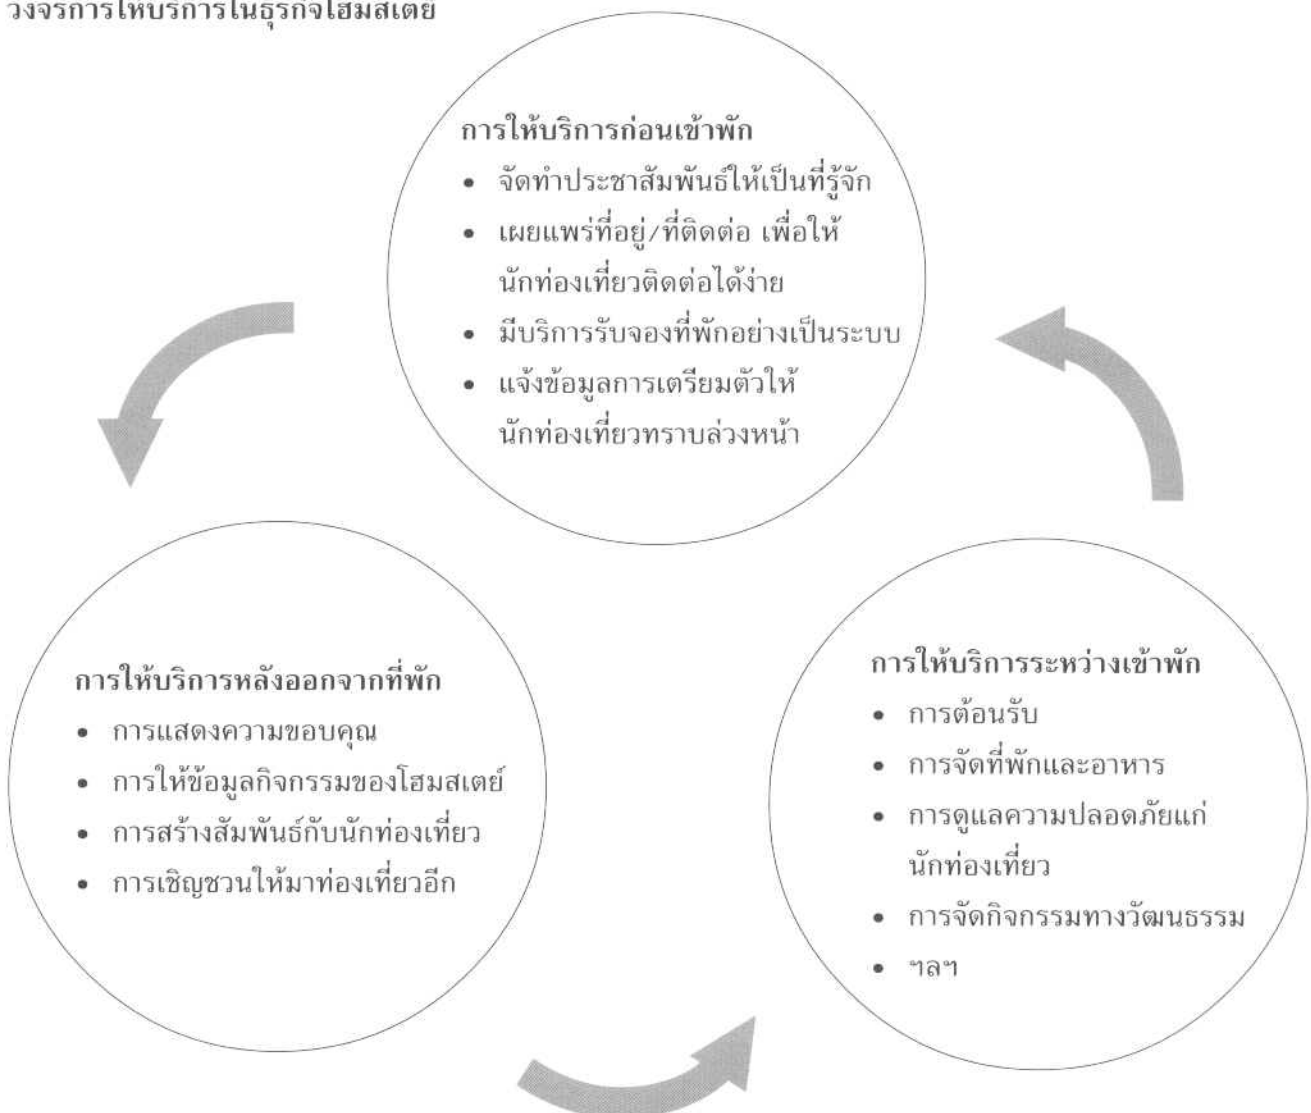 วงจรการให้บริการในธุรกิจโฮมสเตย์
การให้บริการก่อนเข้าพัก
• จัดทำประชาสัมพันธ์ให้เป็นที่รู้จัก
• เผยแพร่ที่อยู่/ที่ติดต่อ เพื่อให้
นักท่องเที่ยวติดต่อได้ง่าย
• มีบริการรับจองที่พักอย่างเป็นระบบ
• แจ้งข้อมูลการเตรียมตัวให้
นักท่องเที่ยวทราบล่วงหน้า
การให้บริการหลังออกจากที่พัก
• การแสดงความขอบคุณ
• การให้ข้อมูลกิจกรรมของโฮมสเตย์
• การสร้างสัมพันธ์กับนักท่องเที่ยว
• การเชิญชวนให้มาท่องเที่ยวอีก
การให้บริการระหว่างเข้าพัก
• การต้อนรับ
• การจัดที่พักและอาหาร
• การดูแลความปลอดภัยแก่
นักท่องเที่ยว
• การจัดกิจกรรมทางวัฒนธรรม
• ฯลฯ